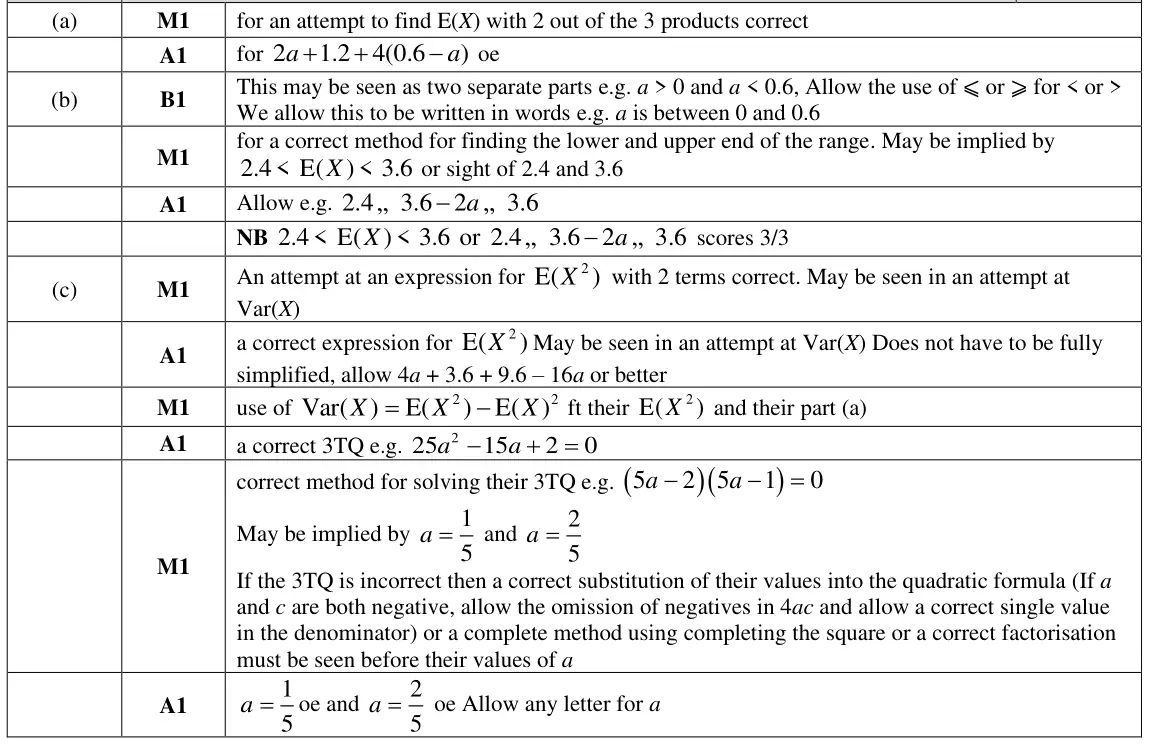 (a) M1 for an attempt to find E(X) with 2 out of the 3 products correct
A1 for 2a+1.2+4(0.6−a) oe
(b) B1 This may be seen as two separate parts e.g. a > 0 and a < 0.6, Allow the use of ⩽ or ⩾ for < or >
We allow this to be written in words e.g. a is between 0 and 0.6
M1 for a correct method for finding the lower and upper end of the range. May be implied by
2.4 < E(X) < 3.6 or sight of 2.4 and 3.6
A1 Allow e.g. 2.4 „ 3.6−2a „ 3.6
NB 2.4 < E(X) < 3.6 or 2.4 „ 3.6−2a „ 3.6 scores 3/3
(c) M1 An attempt at an expression for E(X²) with 2 terms correct. May be seen in an attempt at
Var(X)
A1 a correct expression for E(X²) May be seen in an attempt at Var(X) Does not have to be fully
simplified, allow 4a + 3.6 + 9.6 – 16a or better
M1 use of Var(X) = E(X²) − E(X)² ft their E(X²) and their part (a)
A1 a correct 3TQ e.g. 25a² −15a + 2 = 0
M1 correct method for solving their 3TQ e.g. (5a − 2)(5a − 1) = 0
May be implied by a = 1/5 and a = 2/5
If the 3TQ is incorrect then a correct substitution of their values into the quadratic formula (If a
and c are both negative, allow the omission of negatives in 4ac and allow a correct single value
in the denominator) or a complete method using completing the square or a correct factorisation
must be seen before their values of a
A1 a = 1/5 oe and a = 2/5 oe Allow any letter for a